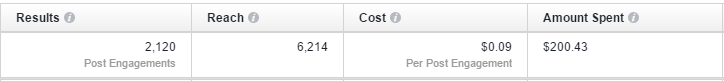 Results Reach Cost Amount Spent
2,120 6,214 $0.09 $200.43
Post Engagements Per Post Engagement